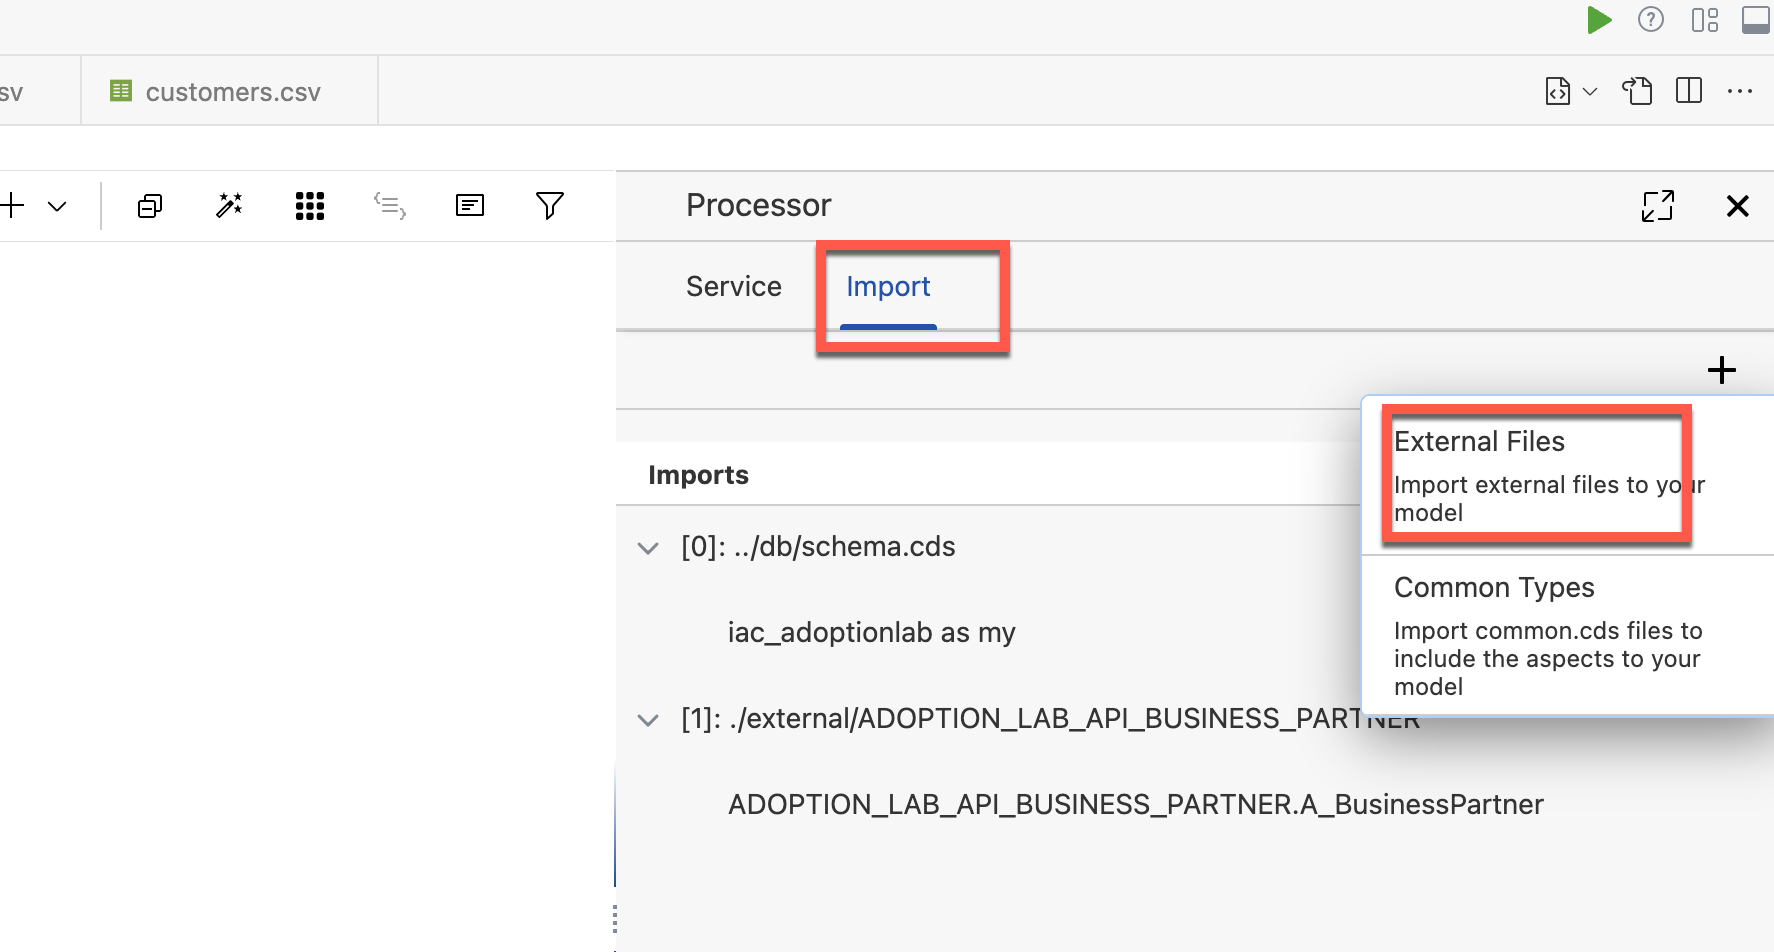 sv
customers.csv
Processor
Service
Import
External Files
Import external files to your
model
Imports
[0]: ../db/schema.cds
Common Types
iac_adoptionlab as my
Import common.cds files to
include the aspects to your
model
[1]: ./external/ADOPTION_LAB_API_BUSINESS_PARTNER
ADOPTION_LAB_API_BUSINESS_PARTNER.A_BusinessPartner